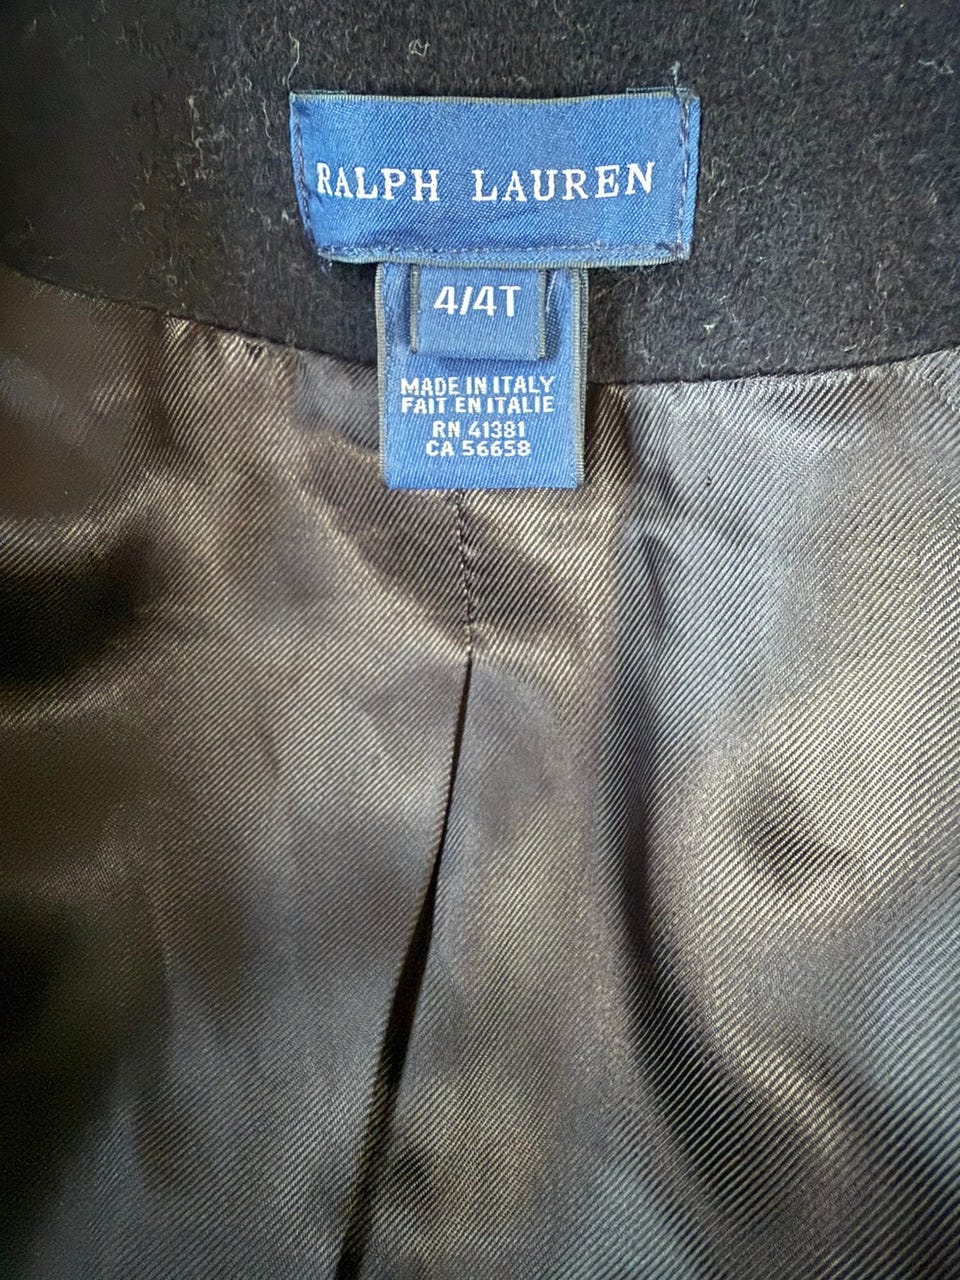 RALPH LAUREN
4/4T
MADE IN ITALY
FAIT EN ITALIE
RN 41381
CA 56658